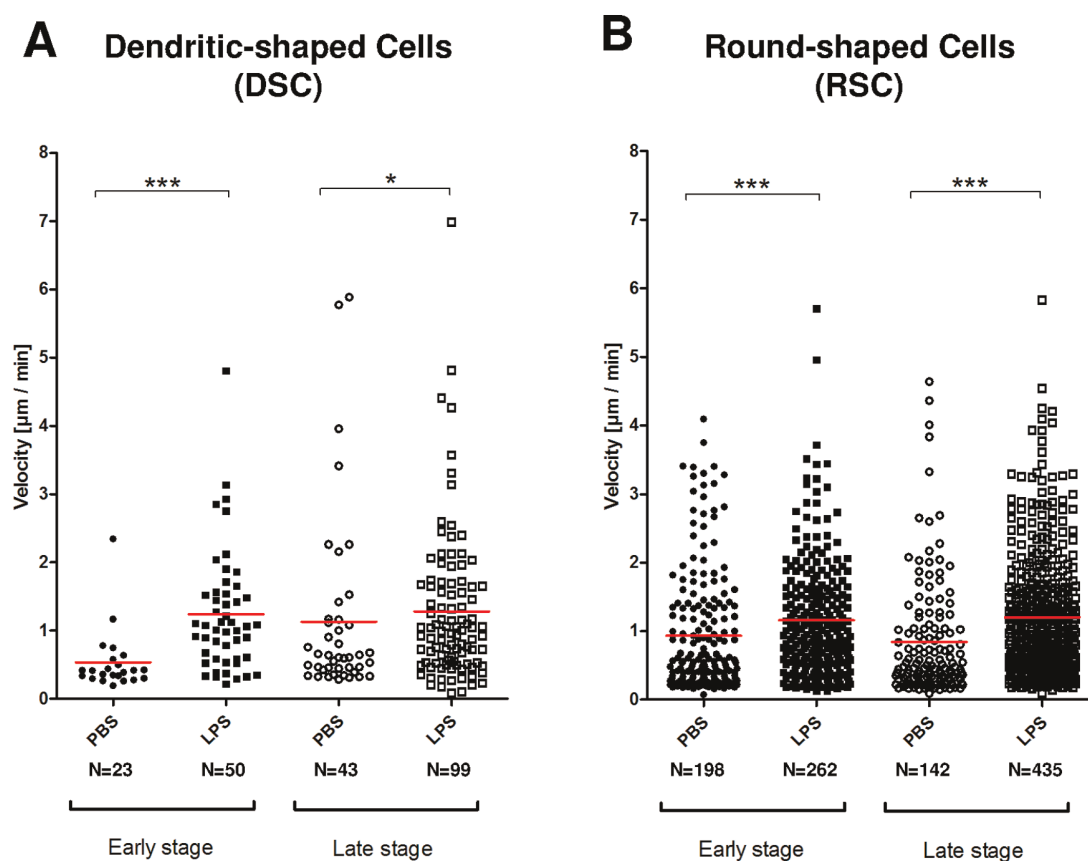 A
Dendritic-shaped Cells
(DSC)
8
7
6
5
4
3
2
1
0
Velocity [µm / min]
***
*
PBS
LPS
PBS
LPS
N=23
N=50
N=43
N=99
Early stage
Late stage
B
Round-shaped Cells
(RSC)
8
7
6
5
4
3
2
1
0
Velocity [µm / min]
***
***
PBS
LPS
PBS
LPS
N=198
N=262
N=142
N=435
Early stage
Late stage